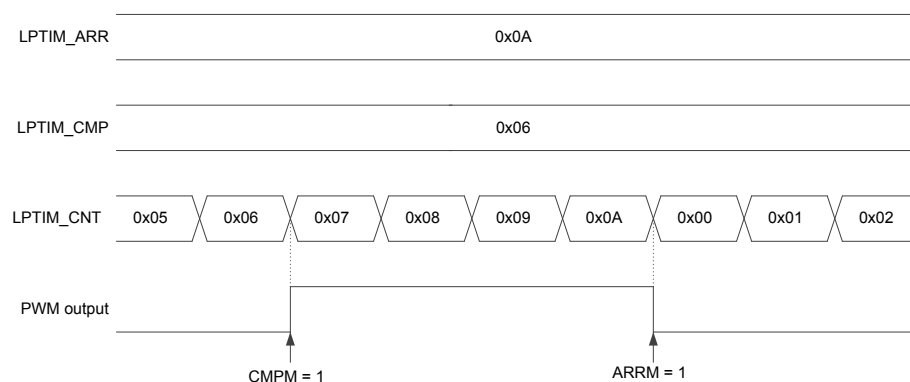 LPTIM_ARR 0x0A
LPTIM_CMP 0x06
LPTIM_CNT 0x05 0x06 0x07 0x08 0x09 0x0A 0x00 0x01 0x02
PWM output
CMPM = 1 ARRM = 1